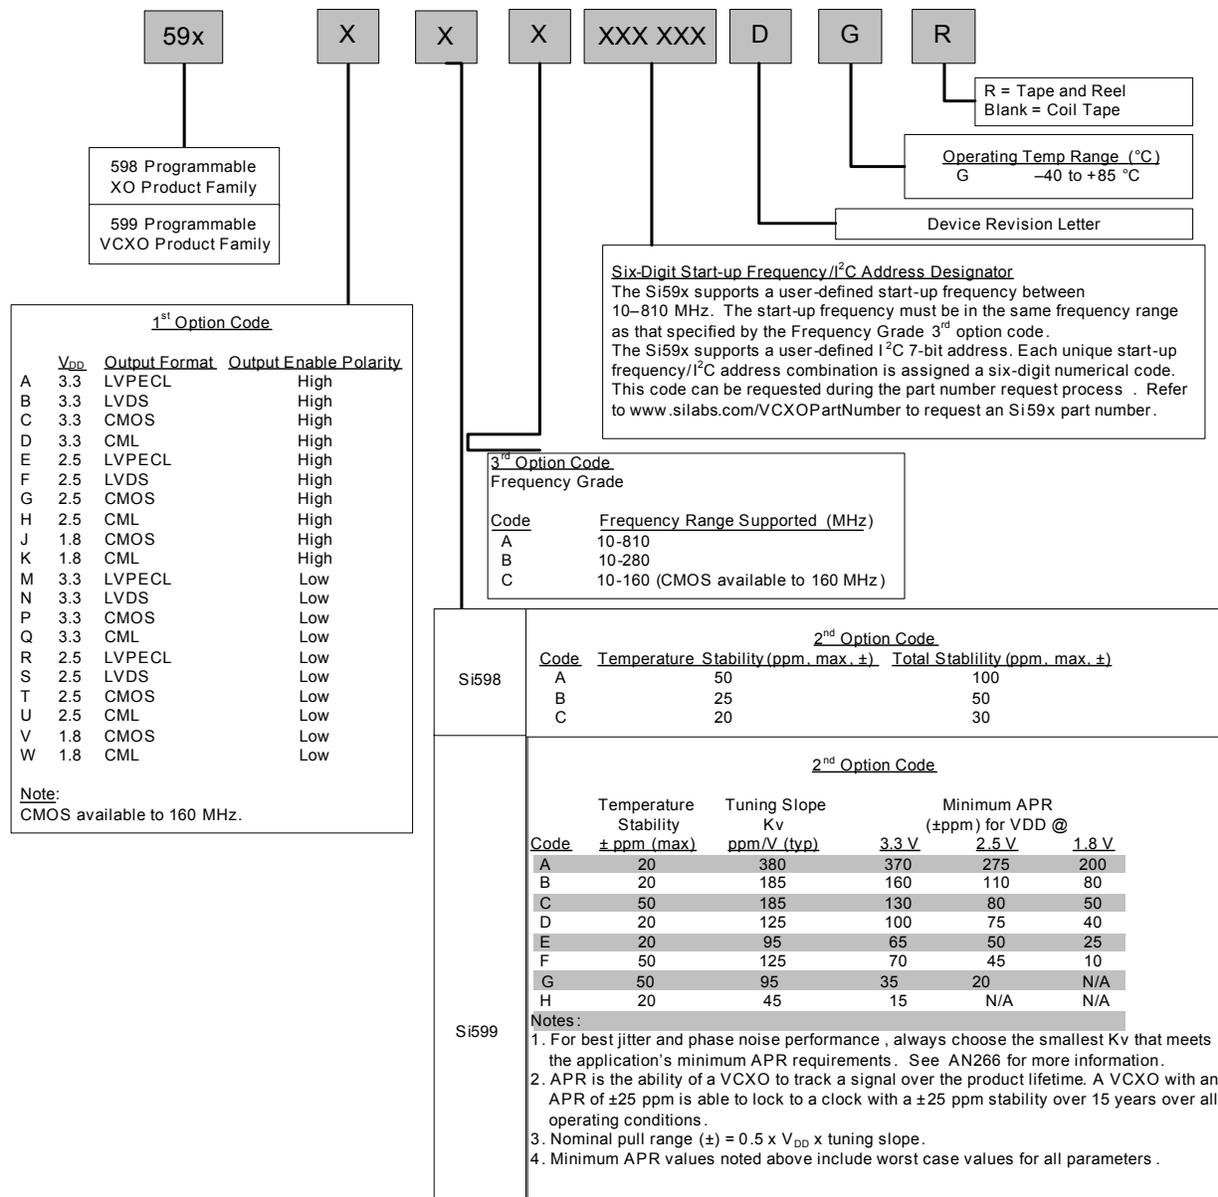 59x X X X XXX XXX D G R
R = Tape and Reel
Blank = Coil Tape
Operating Temp Range (°C)
G –40 to +85 °C
Device Revision Letter
598 Programmable
XO Product Family
599 Programmable
VCXO Product Family
Six-Digit Start-up Frequency/I²C Address Designator
The Si59x supports a user-defined start-up frequency between
10–810 MHz. The start-up frequency must be in the same frequency range
as that specified by the Frequency Grade 3rd option code.
The Si59x supports a user-defined I²C 7-bit address. Each unique start-up
frequency/I²C address combination is assigned a six-digit numerical code.
This code can be requested during the part number request process . Refer
to www.silabs.com/VCXOPartNumber to request an Si59x part number.
1st Option Code
VDD Output Format Output Enable Polarity
A 3.3 LVPECL High
B 3.3 LVDS High
C 3.3 CMOS High
D 3.3 CML High
E 2.5 LVPECL High
F 2.5 LVDS High
G 2.5 CMOS High
H 2.5 CML High
J 1.8 CMOS High
K 1.8 CML High
M 3.3 LVPECL Low
N 3.3 LVDS Low
P 3.3 CMOS Low
Q 3.3 CML Low
R 2.5 LVPECL Low
S 2.5 LVDS Low
T 2.5 CMOS Low
U 2.5 CML Low
V 1.8 CMOS Low
W 1.8 CML Low
Note:
CMOS available to 160 MHz.
3rd Option Code
Frequency Grade
Code Frequency Range Supported (MHz)
A 10-810
B 10-280
C 10-160 (CMOS available to 160 MHz)
Si598
2nd Option Code
Code Temperature Stability (ppm, max, ±) Total Stablility (ppm, max, ±)
A 50 100
B 25 50
C 20 30
Si599
2nd Option Code
Temperature Tuning Slope Minimum APR
Stability Kv (±ppm) for VDD @
Code ± ppm (max) ppm/V (typ) 3.3 V 2.5 V 1.8 V
A 20 380 370 275 200
B 20 185 160 110 80
C 50 185 130 80 50
D 20 125 100 75 40
E 20 95 65 50 25
F 50 125 70 45 10
G 50 95 35 20 N/A
H 20 45 15 N/A N/A
Notes:
1. For best jitter and phase noise performance , always choose the smallest Kv that meets
the application's minimum APR requirements. See AN266 for more information.
2. APR is the ability of a VCXO to track a signal over the product lifetime. A VCXO with an
APR of ±25 ppm is able to lock to a clock with a ±25 ppm stability over 15 years over all
operating conditions.
3. Nominal pull range (±) = 0.5 x VDD x tuning slope.
4. Minimum APR values noted above include worst case values for all parameters .